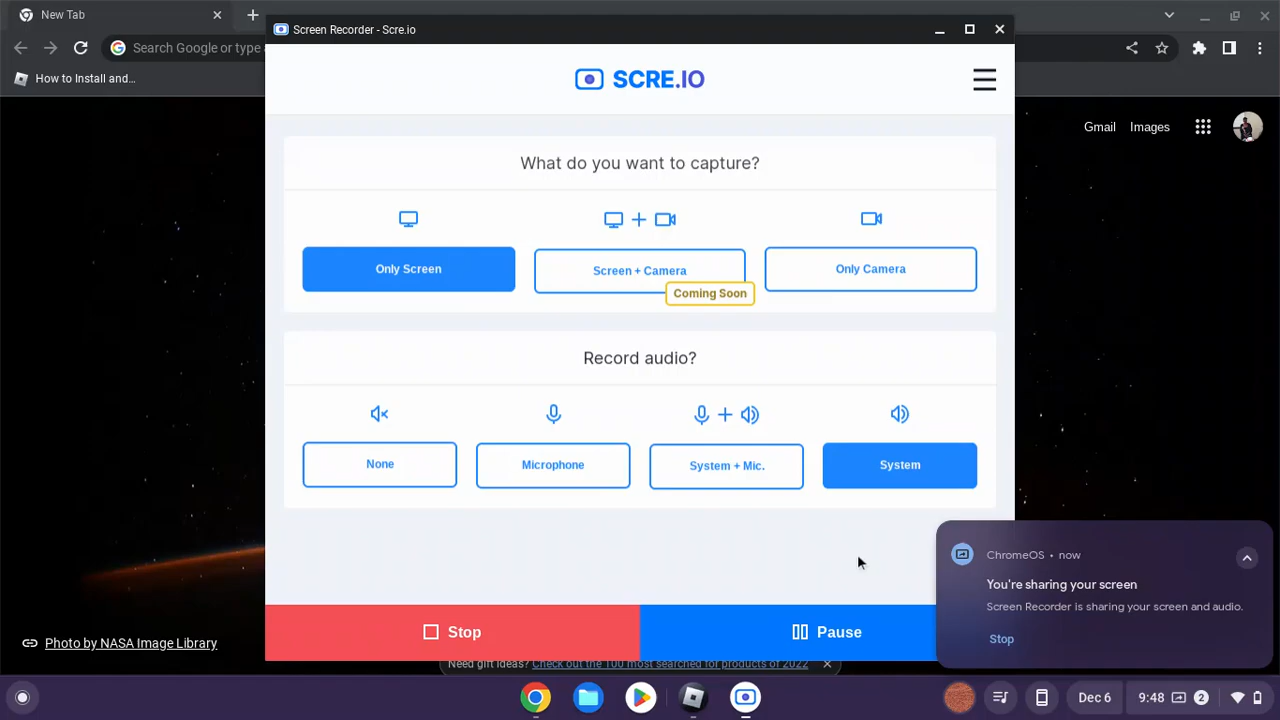 New Tab
Screen Recorder - Scre.io
Search Google or type a
How to Install and...
SCRE.IO
Gmail
Images
What do you want to capture?
Only Screen
Screen + Camera
Only Camera
Coming Soon
Record audio?
None
Microphone
System + Mic.
System
ChromeOS • now
You're sharing your screen
Screen Recorder is sharing your screen and audio.
Stop
Stop
Pause
Photo by NASA Image Library
Need gift ideas? Check out the 100 most searched for products of 2022
Dec 6
9:48
2